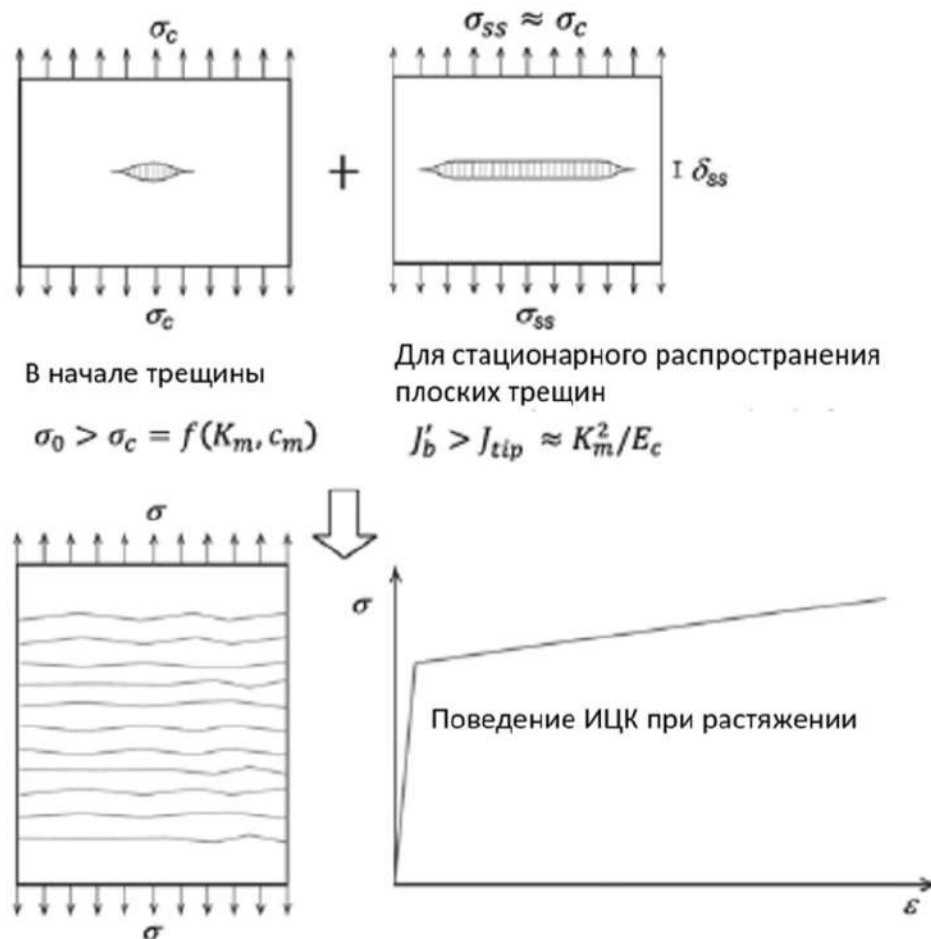 σc
σss ≈ σc
+
I δss
σc
σss
В начале трещины
Для стационарного распространения
плоских трещин
σ0 > σc = f(Km, cm)
J′b > Jtip ≈ K²m/Ec
σ
σ
Поведение ИЦК при растяжении
σ
ε